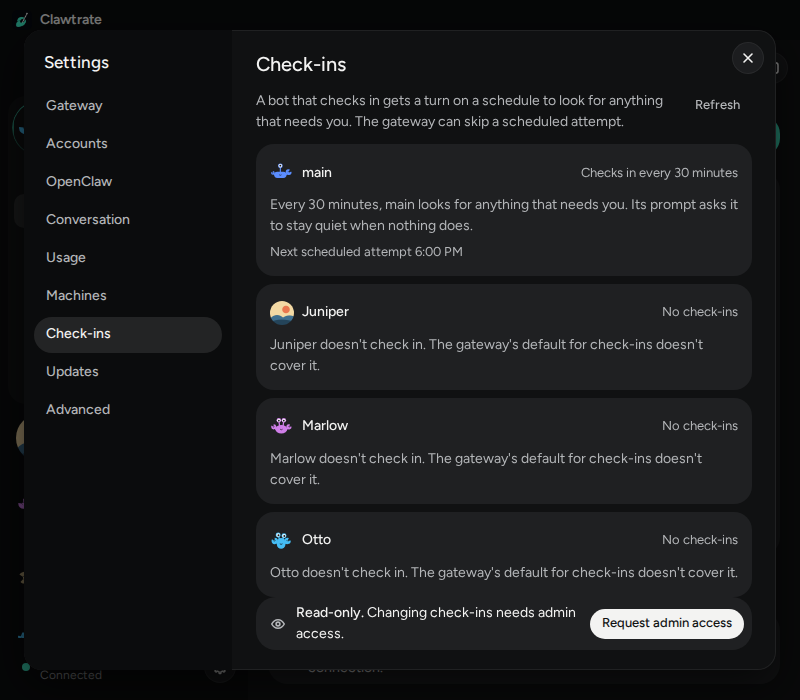 Clawtrate
Settings
Gateway
Accounts
OpenClaw
Conversation
Usage
Machines
Check-ins
Updates
Advanced
Check-ins
A bot that checks in gets a turn on a schedule to look for anything
that needs you. The gateway can skip a scheduled attempt.
Refresh
main
Checks in every 30 minutes
Every 30 minutes, main looks for anything that needs you. Its prompt asks it
to stay quiet when nothing does.
Next scheduled attempt 6:00 PM
Juniper
No check-ins
Juniper doesn't check in. The gateway's default for check-ins doesn't
cover it.
Marlow
No check-ins
Marlow doesn't check in. The gateway's default for check-ins doesn't
cover it.
Otto
No check-ins
Otto doesn't check in. The gateway's default for check-ins doesn't cover it.
Read-only. Changing check-ins needs admin
access.
Request admin access
Connected